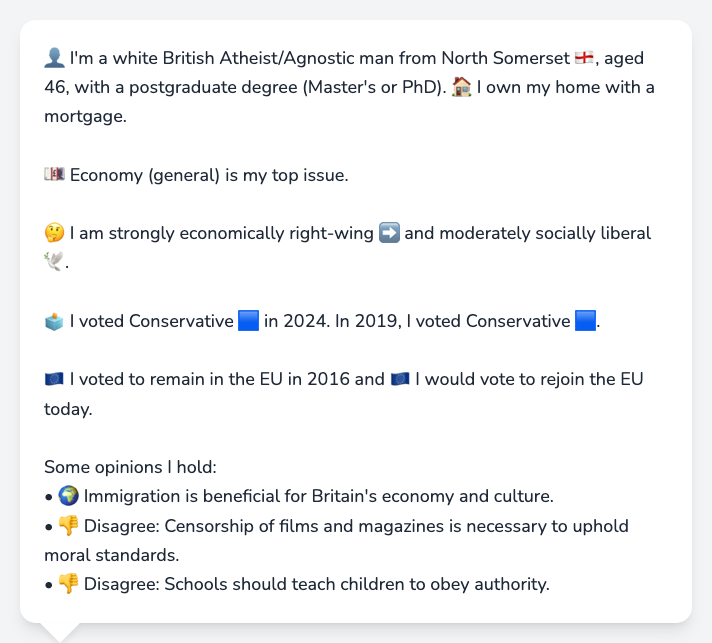 👤 I'm a white British Atheist/Agnostic man from North Somerset 🏴󠁧󠁢󠁥󠁮󠁧󠁿, aged
46, with a postgraduate degree (Master's or PhD). 🏠 I own my home with a
mortgage.
💷 Economy (general) is my top issue.
🤔 I am strongly economically right-wing ➡️ and moderately socially liberal
🕊️.
🗳️ I voted Conservative 🟦 in 2024. In 2019, I voted Conservative 🟦.
🇪🇺 I voted to remain in the EU in 2016 and 🇪🇺 I would vote to rejoin the EU
today.
Some opinions I hold:
• 🌍 Immigration is beneficial for Britain's economy and culture.
• 👎 Disagree: Censorship of films and magazines is necessary to uphold
moral standards.
• 👎 Disagree: Schools should teach children to obey authority.